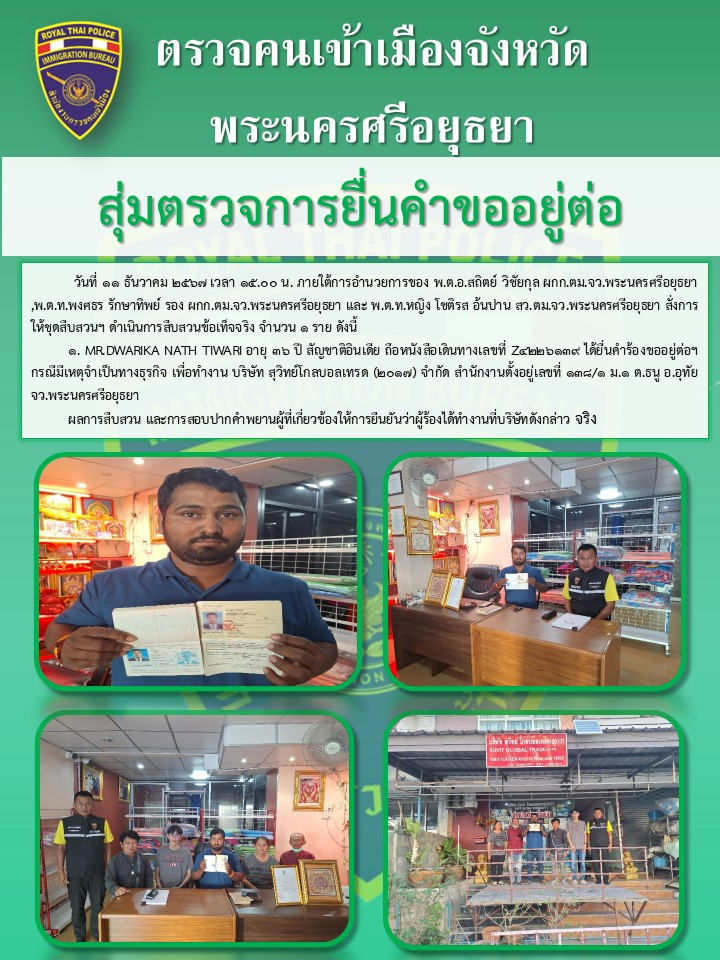 ROYAL THAI POLICE
IMMIGRATION BUREAU
สำนักงานตรวจคนเข้าเมือง
ตรวจคนเข้าเมืองจังหวัด
พระนครศรีอยุธยา
สุ่มตรวจการยื่นคำขออยู่ต่อ
วันที่ ๑๑ ธันวาคม ๒๕๖๗ เวลา ๑๕.๐๐ น. ภายใต้การอำนวยการของ พ.ต.อ.สถิตย์ วิชัยกุล ผกก.ตม.จว.พระนครศรีอยุธยา
,พ.ต.ท.พงศธร รักษาทิพย์ รอง ผกก.ตม.จว.พระนครศรีอยุธยา และ พ.ต.ท.หญิง โชติรส อ้นปาน สว.ตม.จว.พระนครศรีอยุธยา สั่งการ
ให้ชุดสืบสวนฯ ดำเนินการสืบสวนข้อเท็จจริง จำนวน ๑ ราย ดังนี้
๑. MR.DWARIKA NATH TIWARI อายุ ๓๖ ปี สัญชาติอินเดีย ถือหนังสือเดินทางเลขที่ Z๔๒๒๖๑๓๙ ได้ยื่นคำร้องขออยู่ต่อฯ
กรณีมีเหตุจำเป็นทางธุรกิจ เพื่อทำงาน บริษัท สุวิทย์โกลบอลเทรด (๒๐๑๗) จำกัด สำนักงานตั้งอยู่เลขที่ ๑๓๘/๑ ม.๑ ต.ธนู อ.อุทัย
จว.พระนครศรีอยุธยา
ผลการสืบสวน และการสอบปากคำพยานผู้ที่เกี่ยวข้องให้การยืนยันว่าผู้ร้องได้ทำงานที่บริษัทดังกล่าว จริง
SUVIT GLOBAL TRADE